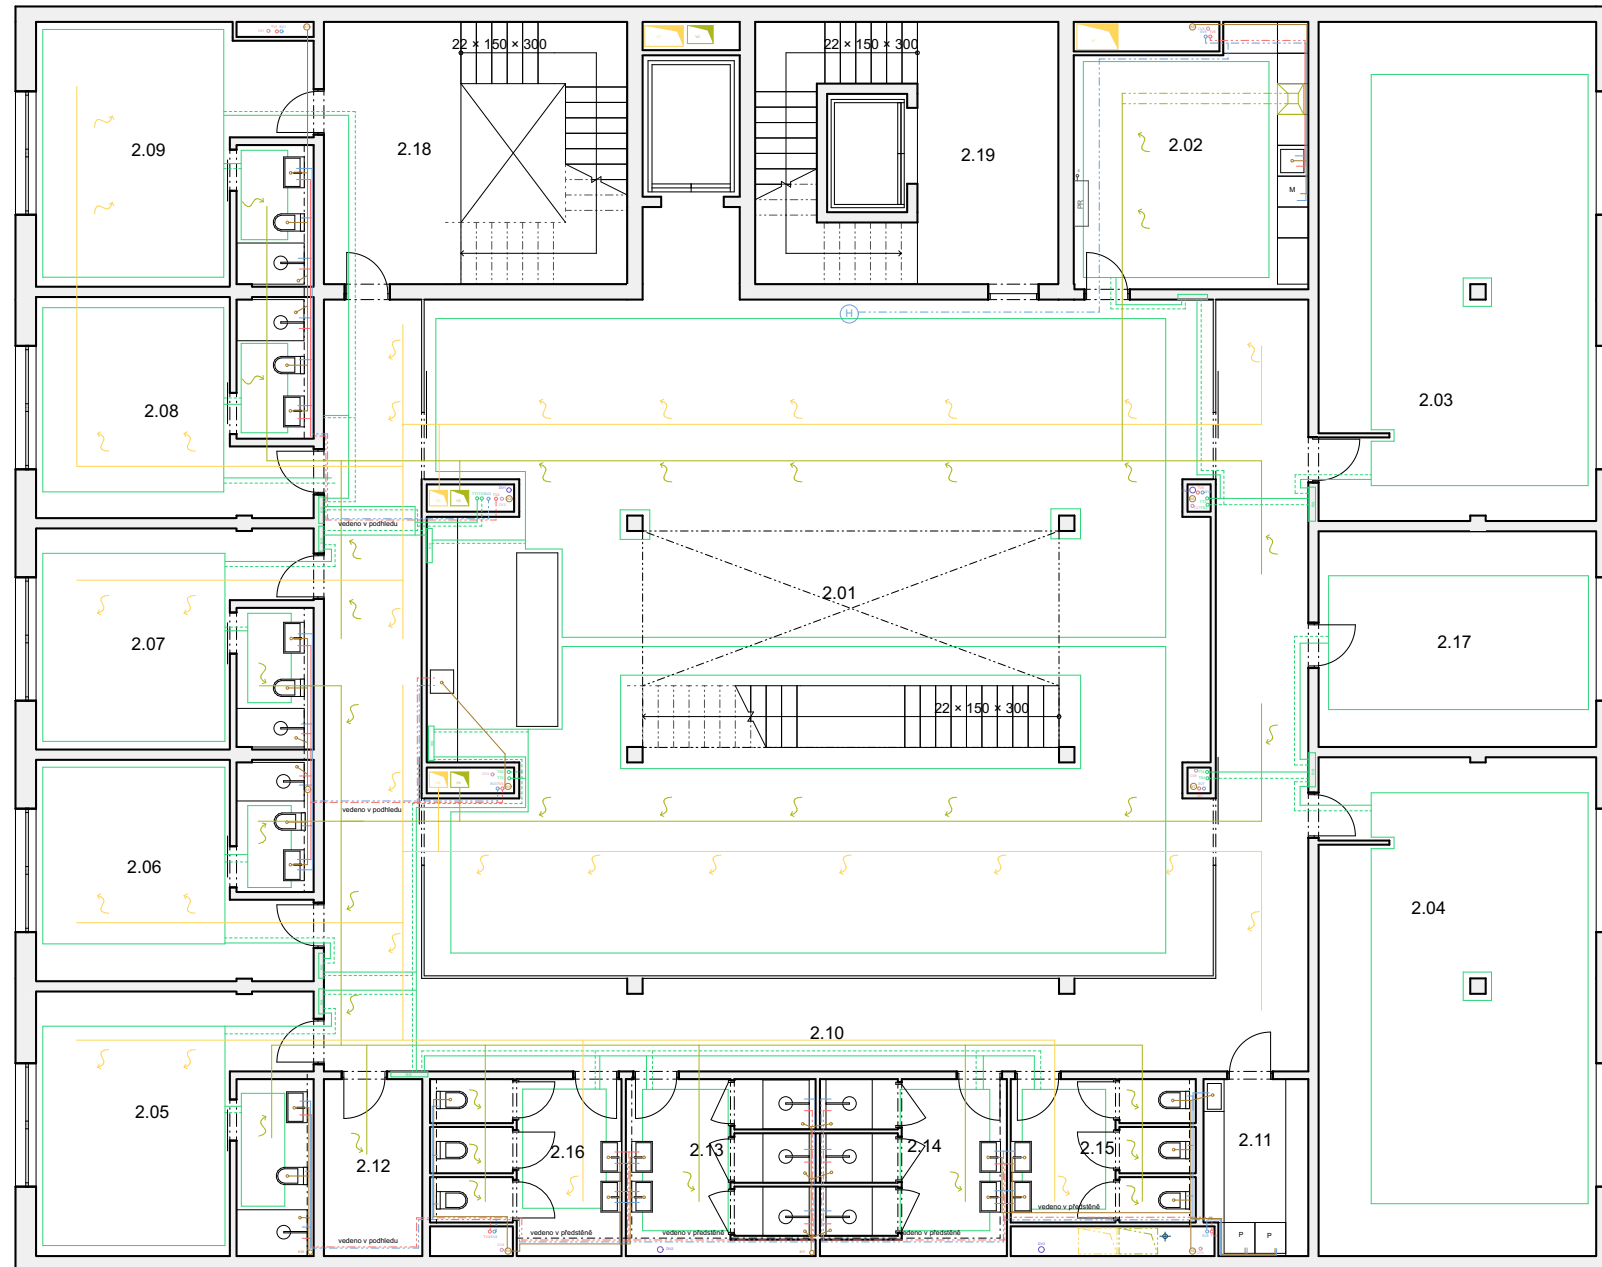 22 × 150 × 300
22 × 150 × 300
2.09
2.18
2.19
2.02
M
PR
H
2.08
2.03
vedeno v podhledu
2.01
2.07
2.17
22 × 150 × 300
vedeno v podhledu
2.06
2.04
2.10
2.05
2.12
2.16
2.13
2.14
2.15
2.11
vedeno v předstěně
vedeno v podhledu
vedeno v předstěně
vedeno v předstěně
vedeno v předstěně
P
P